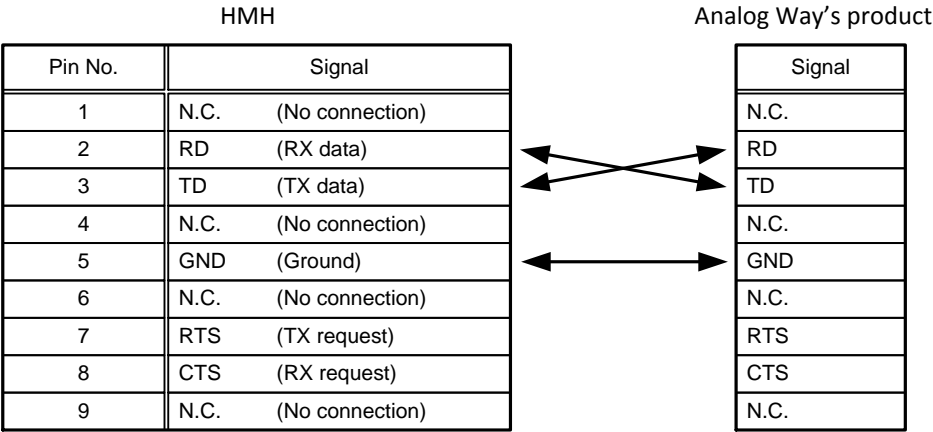 HMH Analog Way’s product
Pin No. Signal Signal
1 N.C. (No connection) N.C.
2 RD (RX data) RD
3 TD (TX data) TD
4 N.C. (No connection) N.C.
5 GND (Ground) GND
6 N.C. (No connection) N.C.
7 RTS (TX request) RTS
8 CTS (RX request) CTS
9 N.C. (No connection) N.C.